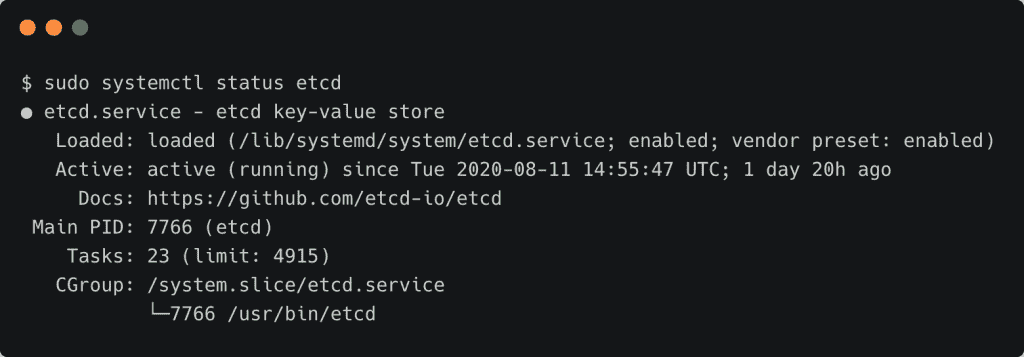 $ sudo systemctl status etcd
● etcd.service - etcd key-value store
Loaded: loaded (/lib/systemd/system/etcd.service; enabled; vendor preset: enabled)
Active: active (running) since Tue 2020-08-11 14:55:47 UTC; 1 day 20h ago
Docs: https://github.com/etcd-io/etcd
Main PID: 7766 (etcd)
Tasks: 23 (limit: 4915)
CGroup: /system.slice/etcd.service
└─7766 /usr/bin/etcd